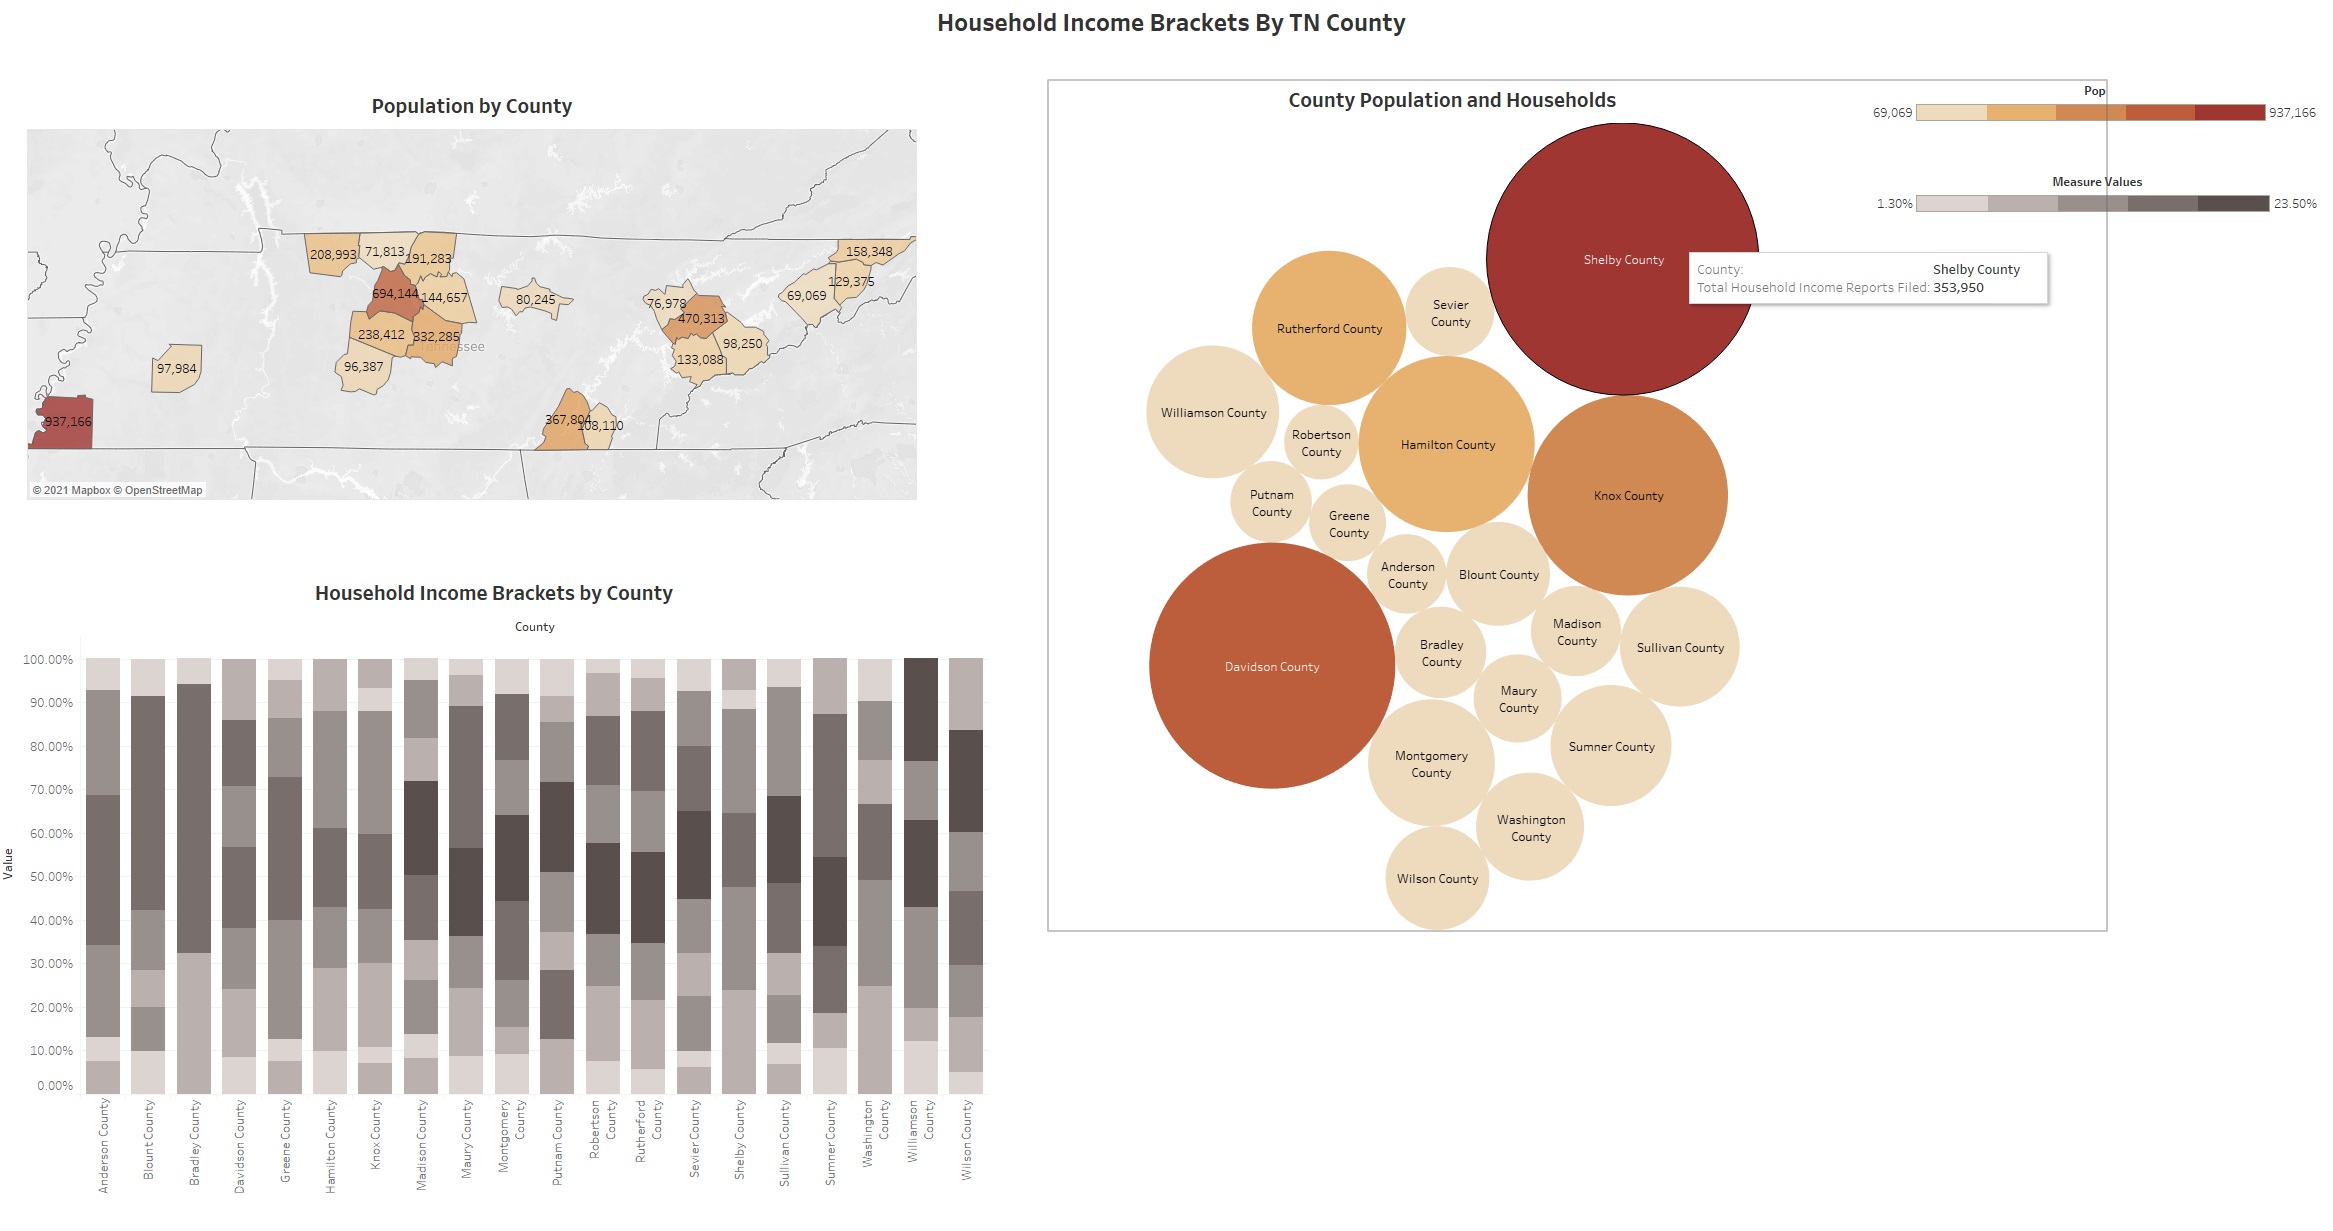 Household Income Brackets By TN County
Population by County
208,993
71,813
191,283
694,144
144,657
238,412
332,285
Tennessee
96,387
97,984
937,166
80,245
367,804
108,110
76,978
470,313
98,250
133,088
158,348
129,375
69,069
© 2021 Mapbox © OpenStreetMap
County Population and Households
Shelby County
Rutherford County
Sevier
County
Williamson County
Robertson
County
Hamilton County
Knox County
Putnam
County
Greene
County
Anderson
County
Blount County
Davidson County
Bradley
County
Madison
County
Sullivan County
Maury
County
Montgomery
County
Sumner County
Washington
County
Wilson County
County: Shelby County
Total Household Income Reports Filed: 353,950
Pop
69,069 937,166
Measure Values
1.30% 23.50%
Household Income Brackets by County
County
Value
100.00%
90.00%
80.00%
70.00%
60.00%
50.00%
40.00%
30.00%
20.00%
10.00%
0.00%
Anderson County
Blount County
Bradley County
Davidson County
Greene County
Hamilton County
Knox County
Madison County
Maury County
Montgomery
County
Putnam County
Robertson
County
Rutherford
County
Sevier County
Shelby County
Sullivan County
Sumner County
Washington
County
Williamson
County
Wilson County